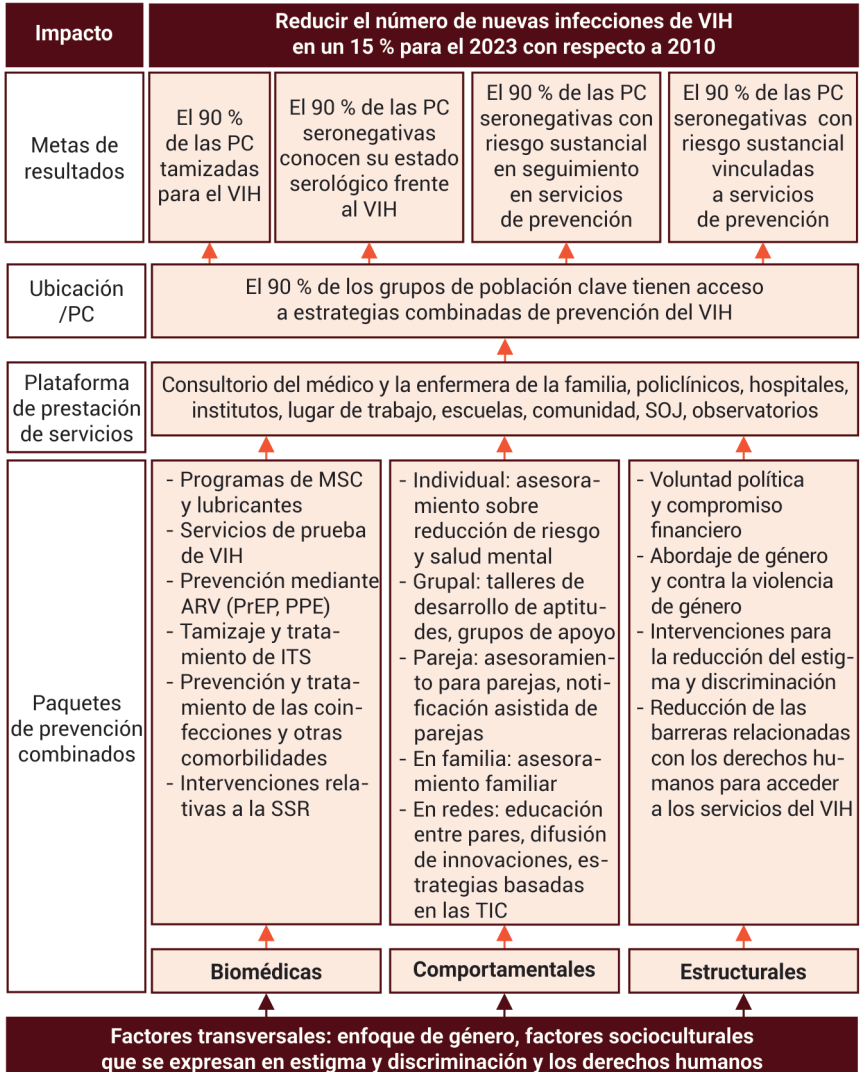 Impacto
Reducir el número de nuevas infecciones de VIH
en un 15 % para el 2023 con respecto a 2010
Metas de
resultados
El 90 %
de las PC
tamizadas
para el VIH
El 90 % de las PC
seronegativas
conocen su estado
serológico frente
al VIH
El 90 % de las PC
seronegativas con
riesgo sustancial
en seguimiento
en servicios
de prevención
El 90 % de las PC
seronegativas con
riesgo sustancial
vinculadas
a servicios
de prevención
Ubicación
/PC
El 90 % de los grupos de población clave tienen acceso
a estrategias combinadas de prevención del VIH
Plataforma
de prestación
de servicios
Consultorio del médico y la enfermera de la familia, policlínicos, hospitales,
institutos, lugar de trabajo, escuelas, comunidad, SOJ, observatorios
Paquetes
de prevención
combinados
- Programas de MSC
y lubricantes
- Servicios de prueba
de VIH
- Prevención mediante
ARV (PrEP, PPE)
- Tamizaje y trata-
miento de ITS
- Prevención y trata-
miento de las coin-
fecciones y otras
comorbilidades
- Intervenciones rela-
tivas a la SSR
- Individual: asesora-
miento sobre
reducción de riesgo
y salud mental
- Grupal: talleres de
desarrollo de aptitu-
des, grupos de apoyo
- Pareja: asesoramien-
to para parejas, noti-
ficación asistida de
parejas
- En familia: asesora-
miento familiar
- En redes: educación
entre pares, difusión
de innovaciones, es-
trategias basadas
en las TIC
- Voluntad política
y compromiso
financiero
- Abordaje de género
y contra la violencia
de género
- Intervenciones para
la reducción del estig-
ma y discriminación
- Reducción de las
barreras relacionadas
con los derechos hu-
manos para acceder
a los servicios del VIH
Biomédicas
Comportamentales
Estructurales
Factores transversales: enfoque de género, factores socioculturales
que se expresan en estigma y discriminación y los derechos humanos